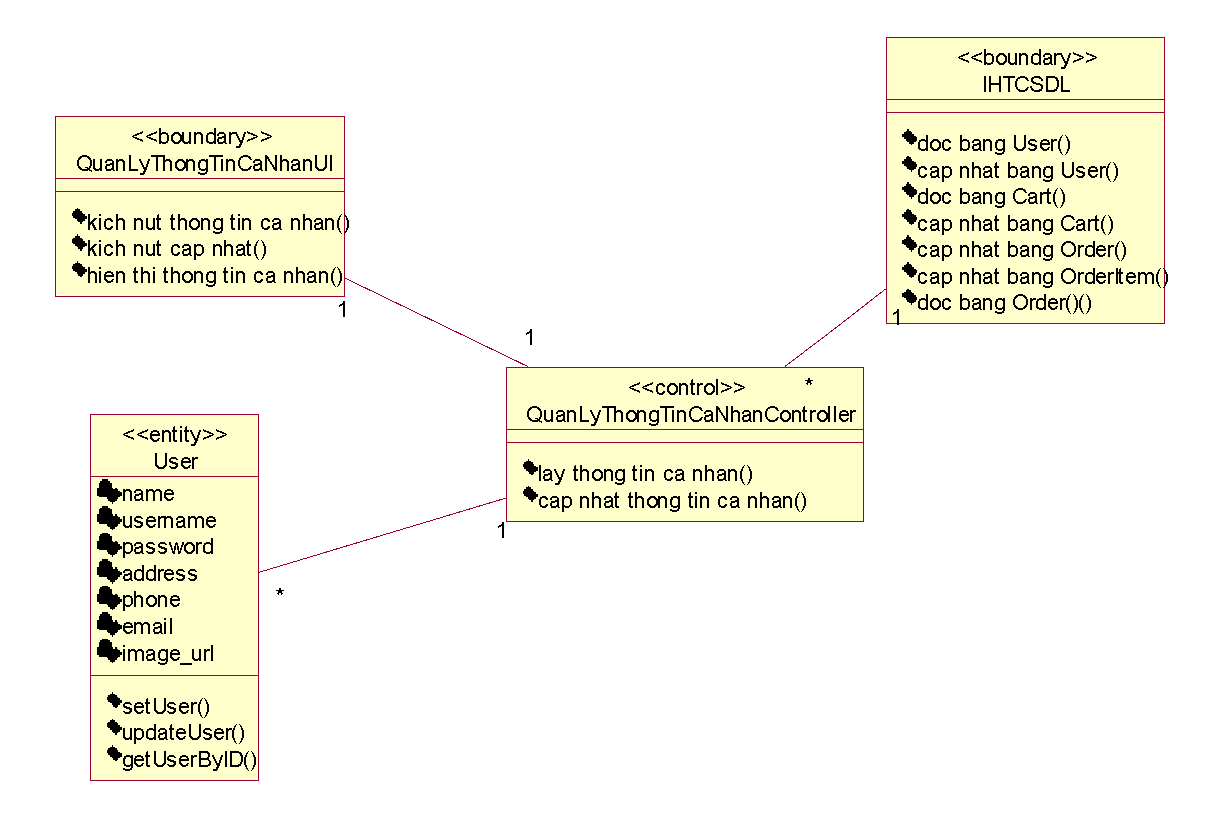 <<boundary>>
QuanLyThongTinCaNhanUI
kich nut thong tin ca nhan()
kich nut cap nhat()
hien thi thong tin ca nhan()
1
1
<<boundary>>
IHTCSDL
doc bang User()
cap nhat bang User()
doc bang Cart()
cap nhat bang Cart()
cap nhat bang Order()
cap nhat bang OrderItem()
doc bang Order()()
1
*
<<control>>
QuanLyThongTinCaNhanController
lay thong tin ca nhan()
cap nhat thong tin ca nhan()
1
*
<<entity>>
User
name
username
password
address
phone
email
image_url
setUser()
updateUser()
getUserByID()